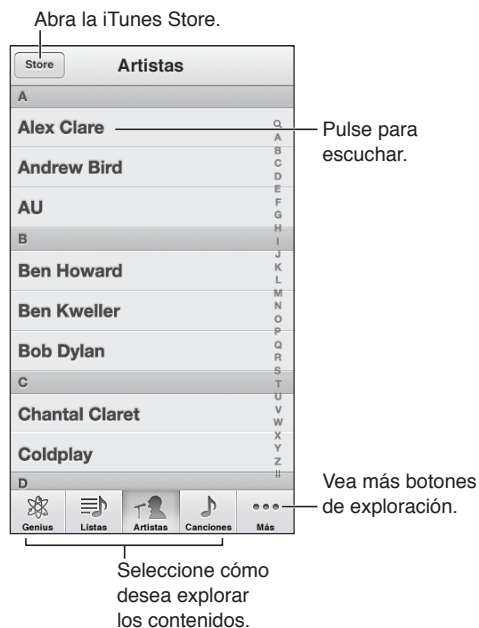 Abra la iTunes Store.
Store
Artistas
A
Alex Clare
Andrew Bird
AU
B
Ben Howard
Ben Kweller
Bob Dylan
C
Chantal Claret
Coldplay
D
A
B
C
D
E
F
G
H
I
J
K
L
M
N
O
P
Q
R
S
T
U
V
W
X
Y
Z
#
Pulse para
escuchar.
Genius
Listas
Artistas
Canciones
Más
Vea más botones
de exploración.
Seleccione cómo
desea explorar
los contenidos.